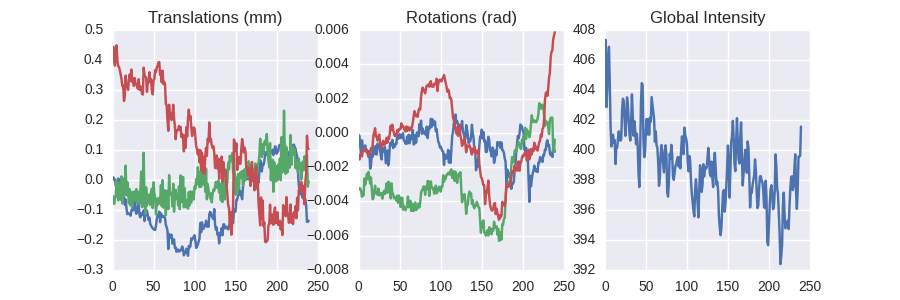 Translations (mm) Rotations (rad) Global Intensity
0.5 0.006 408
0.4 0.004 406
0.3 0.002 404
0.2 0.000 402
0.1 −0.002 400
0.0 −0.004 398
−0.1 −0.006 396
−0.2 −0.008 394
−0.3 392
0 50 100 150 200 250 0 50 100 150 200 250 0 50 100 150 200 250